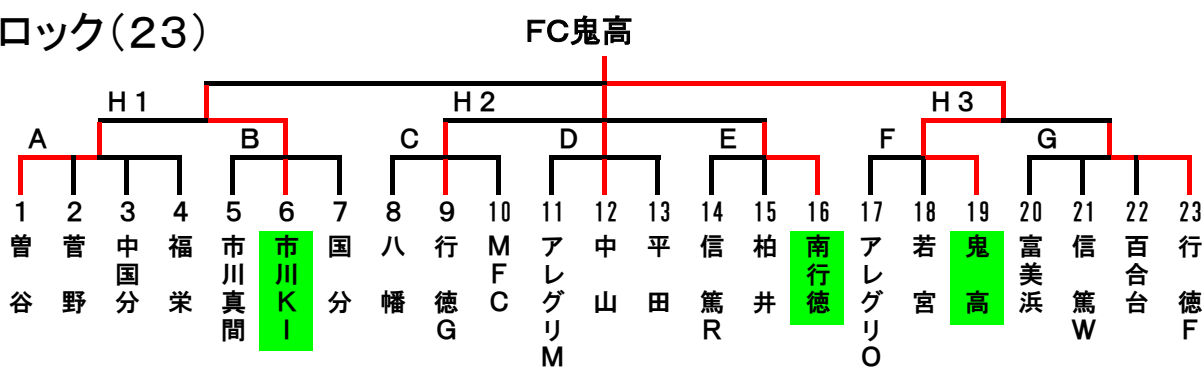 ロック(23)
FC鬼高
H1
H2
H3
A
B
C
D
E
F
G
1 2 3 4 5 6 7 8 9 10 11 12 13 14 15 16 17 18 19 20 21 22 23
曽谷
菅野
中国分
福栄
市川真間
市川KI
国分
八幡
行徳G
MFC
アレグリM
中山
平田
信篤R
柏井
南行徳
アレグリO
若宮
鬼高
富美浜
信篤W
百合台
行徳F